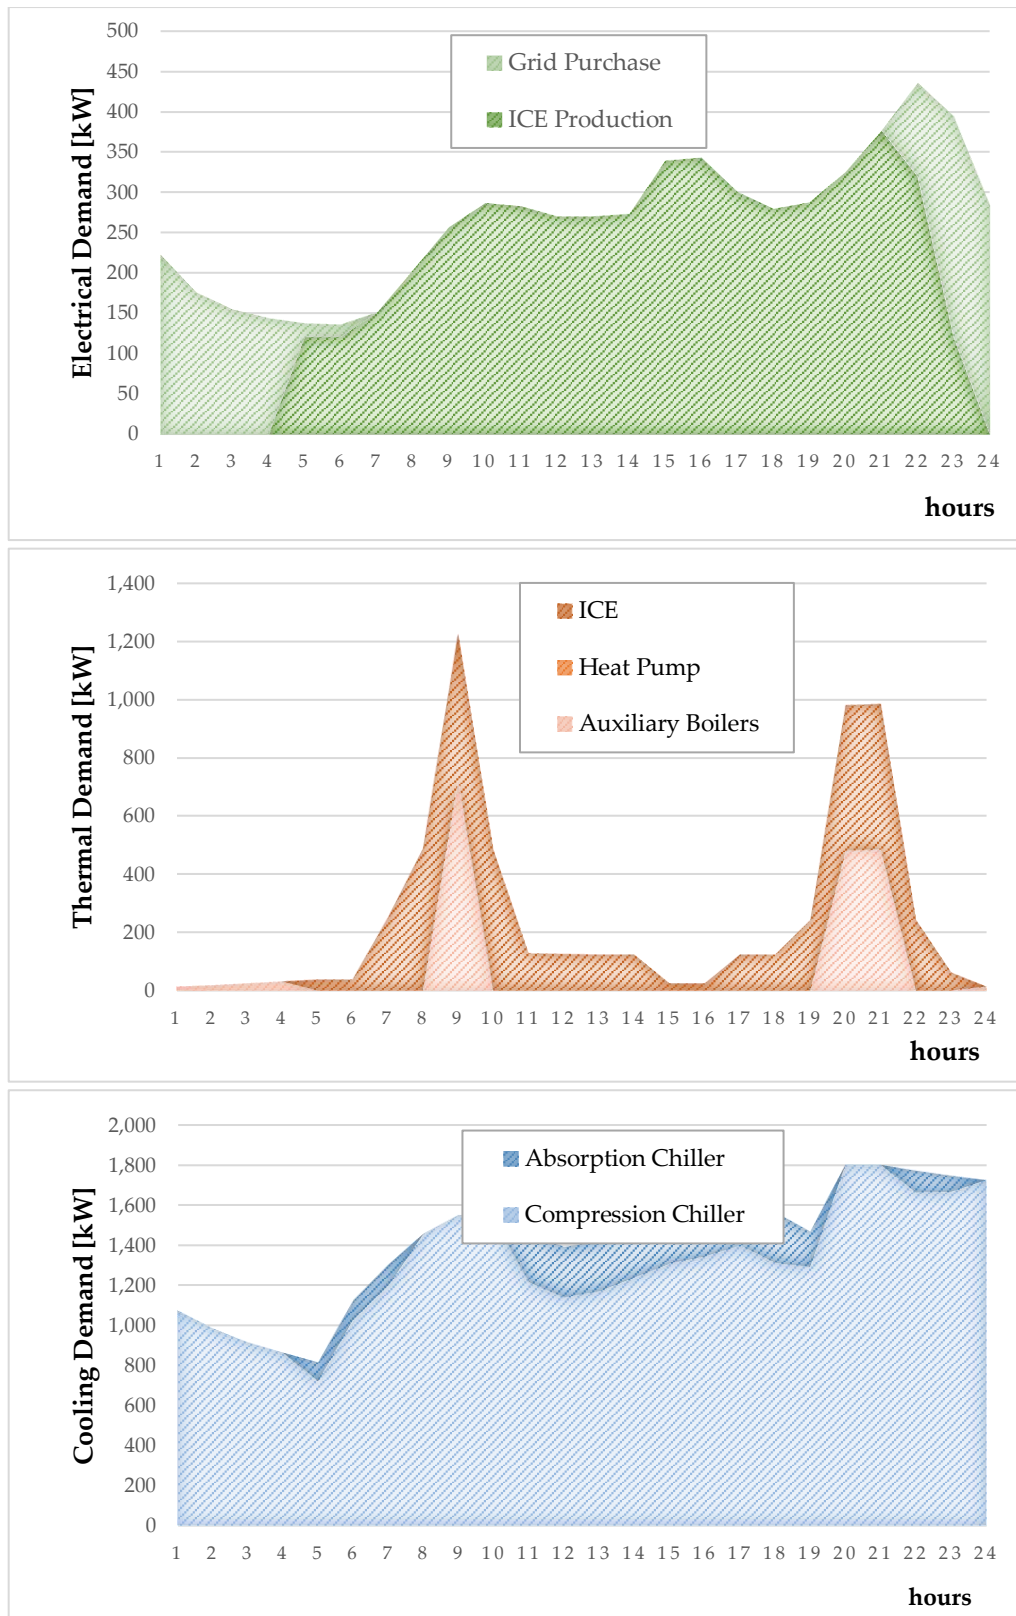 Electrical Demand [kW]
500
450
400
350
300
250
200
150
100
50
0
Grid Purchase
ICE Production
1 2 3 4 5 6 7 8 9 10 11 12 13 14 15 16 17 18 19 20 21 22 23 24
hours
Thermal Demand [kW]
1,400
1,200
1,000
800
600
400
200
0
ICE
Heat Pump
Auxiliary Boilers
1 2 3 4 5 6 7 8 9 10 11 12 13 14 15 16 17 18 19 20 21 22 23 24
hours
Cooling Demand [kW]
2,000
1,800
1,600
1,400
1,200
1,000
800
600
400
200
0
Absorption Chiller
Compression Chiller
1 2 3 4 5 6 7 8 9 10 11 12 13 14 15 16 17 18 19 20 21 22 23 24
hours